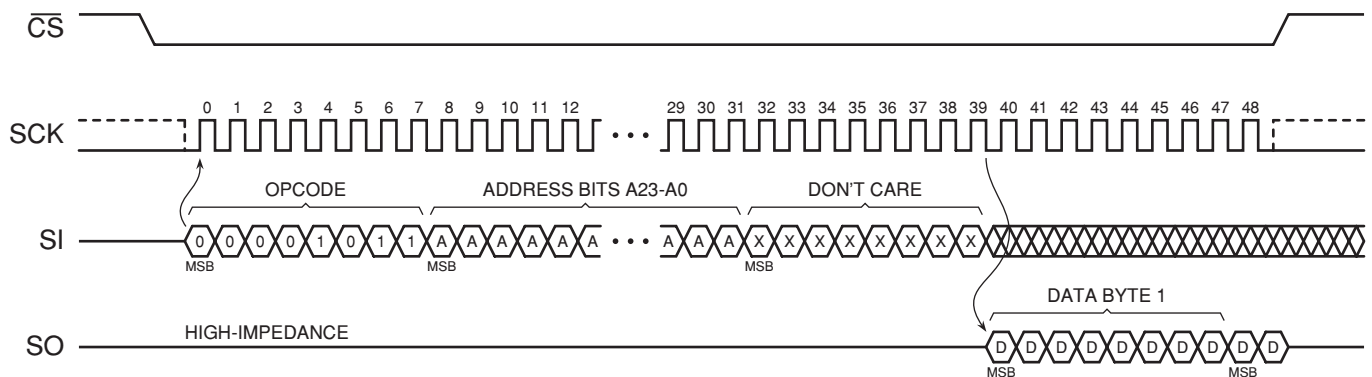 CS
0 1 2 3 4 5 6 7 8 9 10 11 12 29 30 31 32 33 34 35 36 37 38 39 40 41 42 43 44 45 46 47 48
SCK
OPCODE ADDRESS BITS A23-A0 DON'T CARE
SI 0 0 0 0 1 0 1 1 A A A A A A A A A X X X X X X X X
MSB MSB MSB
DATA BYTE 1
HIGH-IMPEDANCE
SO D D D D D D D D D D
MSB MSB